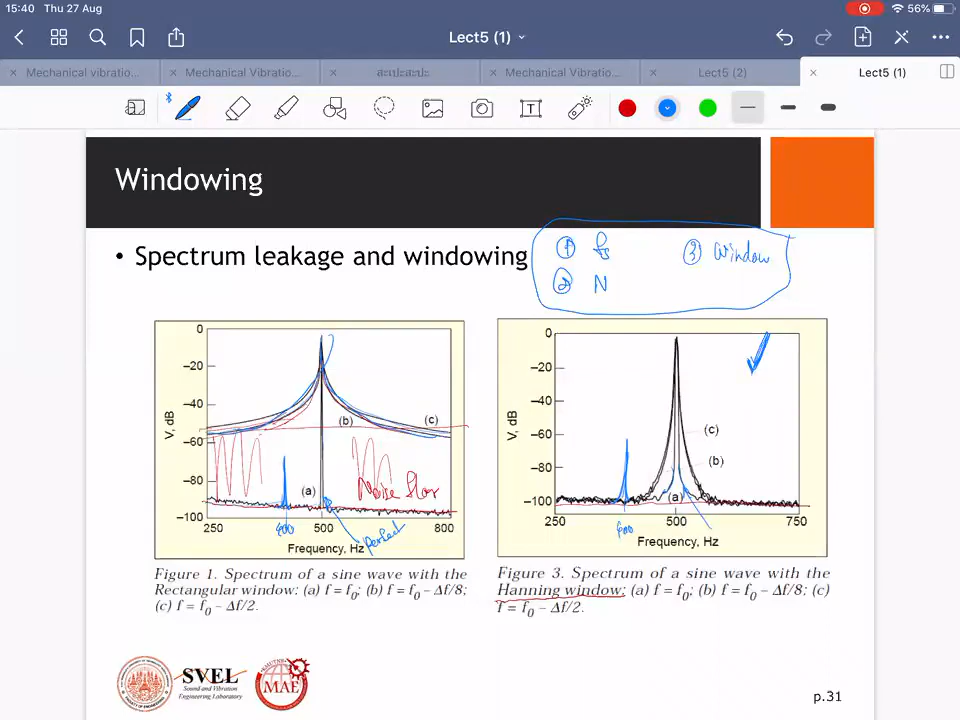 15:40 Thu 27 Aug
56%
Lect5 (1)
Mechanical vibratio...
Mechanical Vibratio...
Mechanical Vibratio...
Lect5 (2)
Lect5 (1)
Windowing
• Spectrum leakage and windowing
① fs
③ Window
② N
0
−20
−40
−60
−80
−100
V, dB
(b)
(c)
(a)
Noise floor
400
perfect
250
500
800
Frequency, Hz
0
−20
−40
−60
−80
−100
V, dB
(c)
(b)
(a)
400
250
500
750
Frequency, Hz
Figure 1. Spectrum of a sine wave with the
Rectangular window: (a) f = f₀; (b) f = f₀ − Δf/8;
(c) f = f₀ − Δf/2.
Figure 3. Spectrum of a sine wave with the
Hanning window: (a) f = f₀; (b) f = f₀ − Δf/8; (c)
f = f₀ − Δf/2.
SVEL
Sound and Vibration
Engineering Laboratory
KMUTNB
MAE
p.31